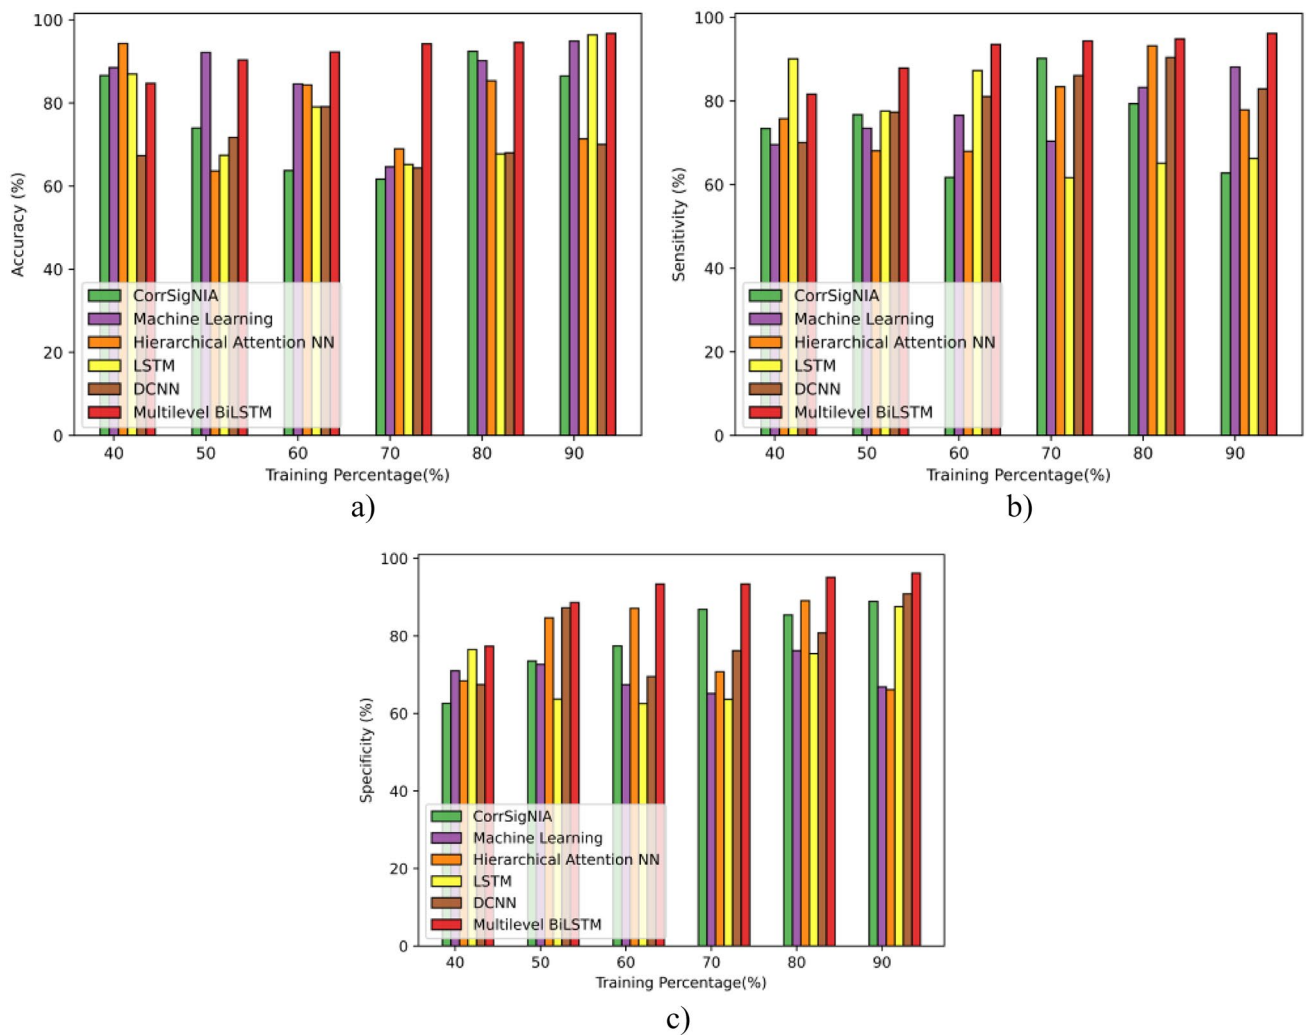 100
80
60
40
20
0
Accuracy (%)
CorrSigNIA
Machine Learning
Hierarchical Attention NN
LSTM
DCNN
Multilevel BiLSTM
40 50 60 70 80 90
Training Percentage(%)
a)
100
80
60
40
20
0
Sensitivity (%)
CorrSigNIA
Machine Learning
Hierarchical Attention NN
LSTM
DCNN
Multilevel BiLSTM
40 50 60 70 80 90
Training Percentage(%)
b)
100
80
60
40
20
0
Specificity (%)
CorrSigNIA
Machine Learning
Hierarchical Attention NN
LSTM
DCNN
Multilevel BiLSTM
40 50 60 70 80 90
Training Percentage(%)
c)